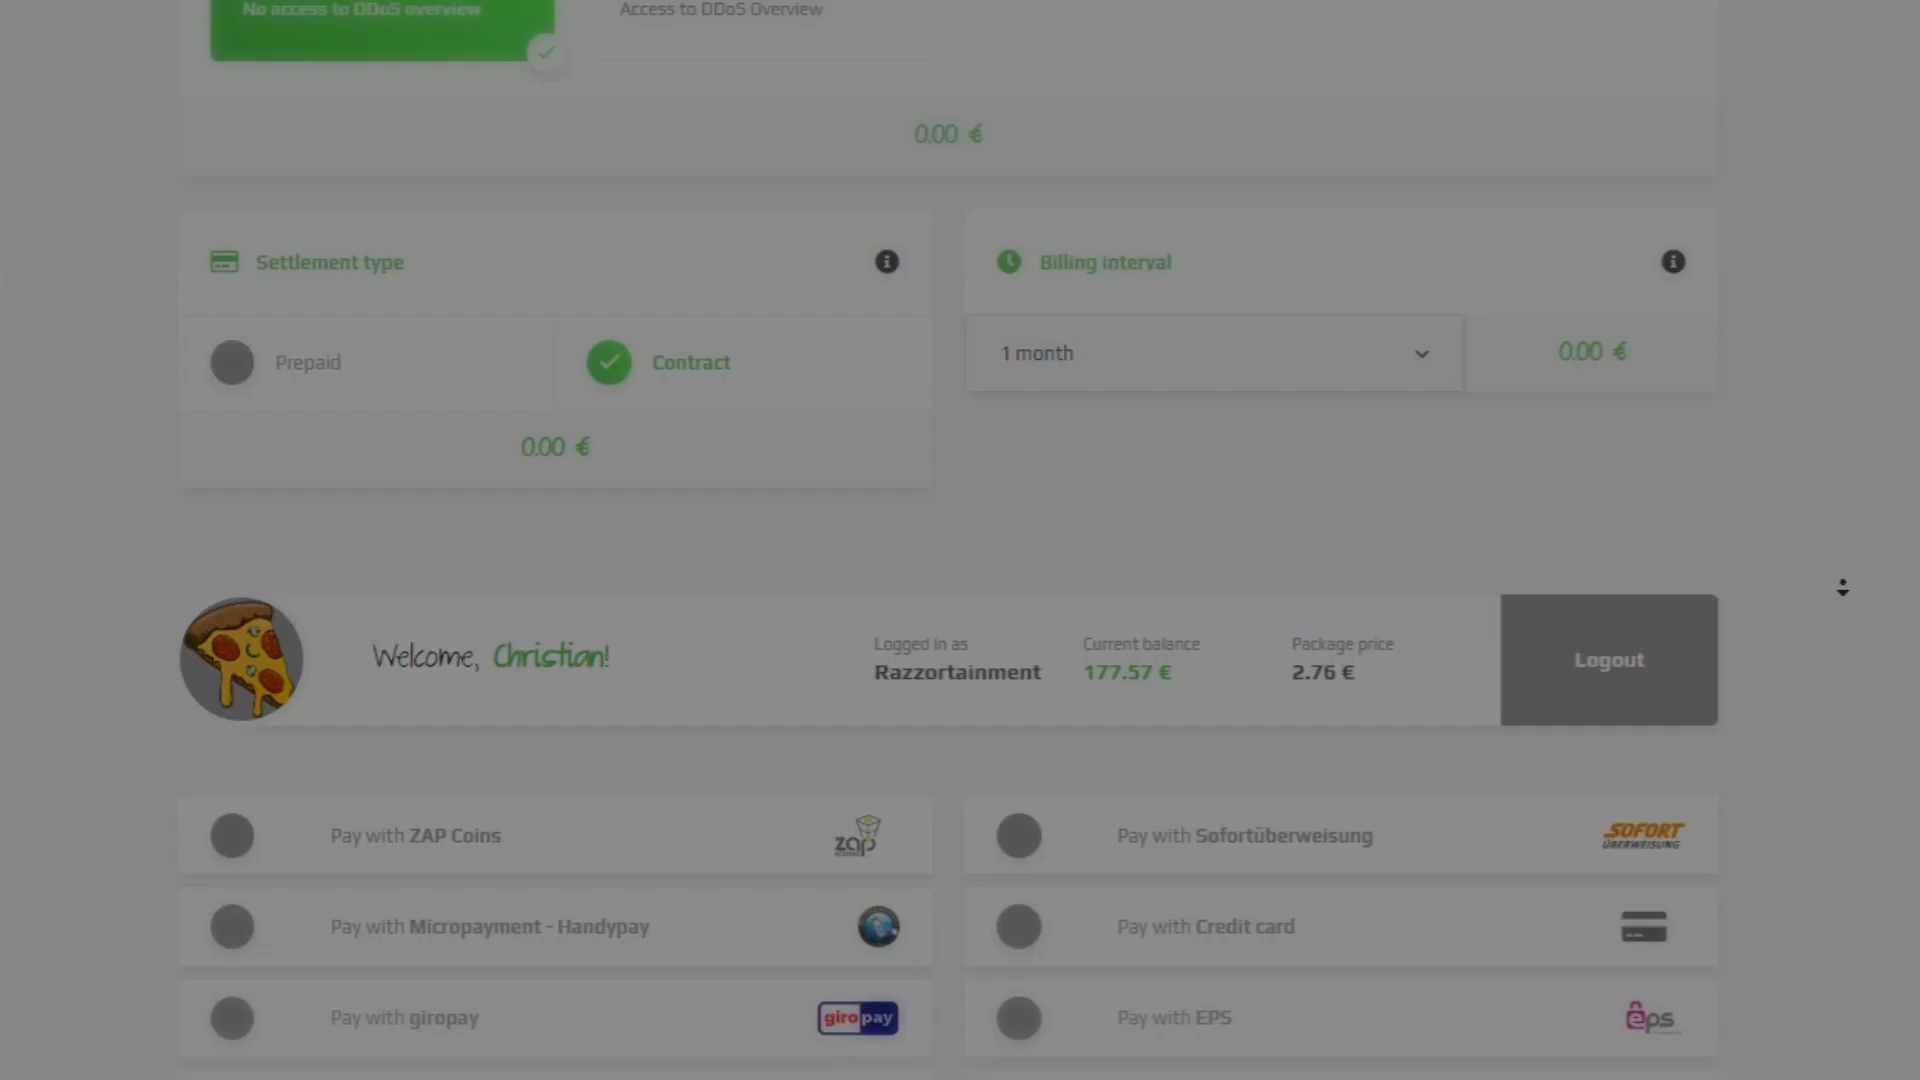 No access to DDoS overview
Access to DDoS Overview
0.00 €
Settlement type
Billing interval
Prepaid
Contract
1 month
0.00 €
0.00 €
Welcome, Christian!
Logged in as
Razzortainment
Current balance
177.57 €
Package price
2.76 €
Logout
Pay with ZAP Coins
zap
Pay with Sofortüberweisung
SOFORT
ÜBERWEISUNG
Pay with Micropayment - Handypay
Pay with Credit card
Pay with giropay
giropay
Pay with EPS
eps